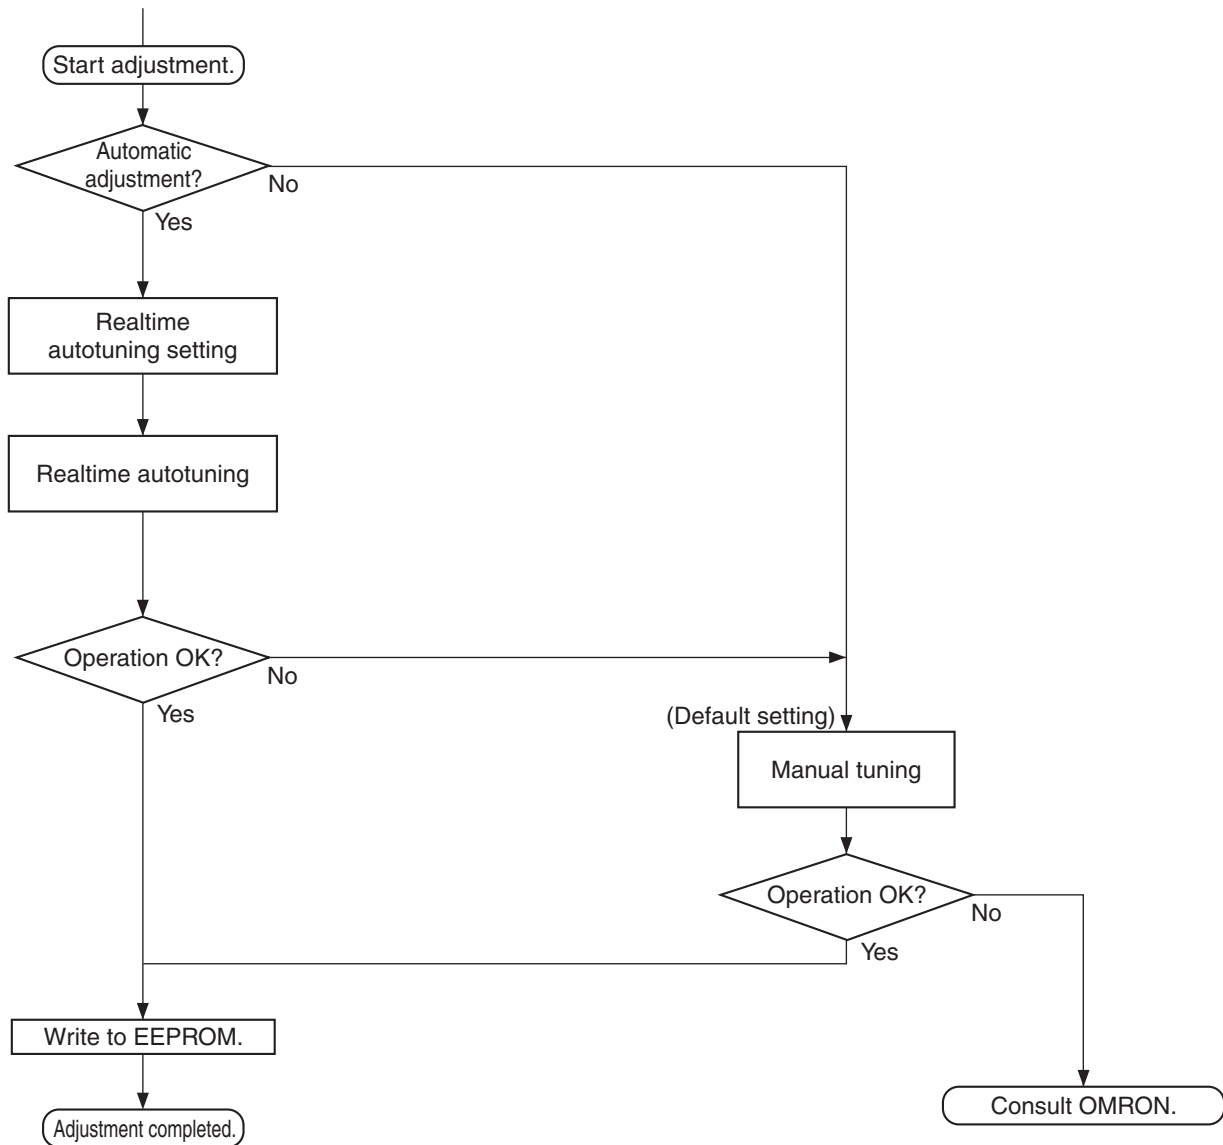 Start adjustment.
Automatic
adjustment?
No
Yes
Realtime
autotuning setting
Realtime autotuning
Operation OK?
No
Yes
(Default setting)
Manual tuning
Operation OK?
No
Yes
Write to EEPROM.
Adjustment completed.
Consult OMRON.